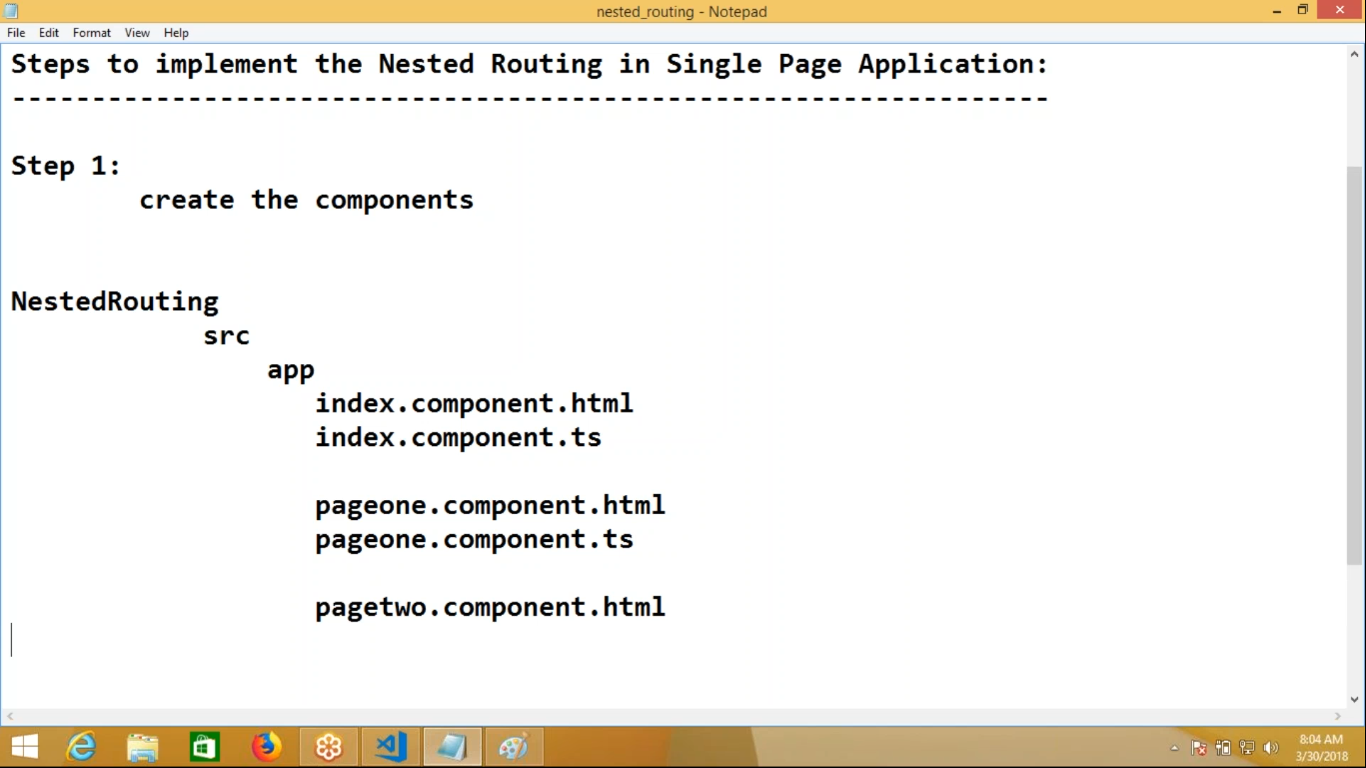 nested_routing - Notepad
File Edit Format View Help
Steps to implement the Nested Routing in Single Page Application:
-----------------------------------------------------------------
Step 1:
create the components
NestedRouting
src
app
index.component.html
index.component.ts
pageone.component.html
pageone.component.ts
pagetwo.component.html
8:04 AM
3/30/2018